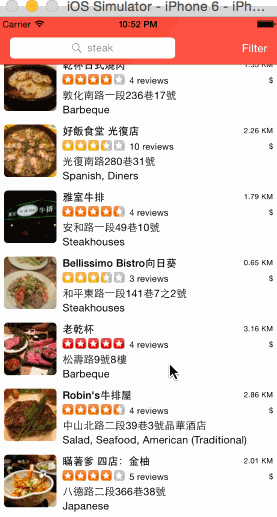 iOS Simulator - iPhone 6 - iPh...
Carrier 10:52 PM
steak Filter
乾杯日式燒肉 1.55 KM
4 reviews $
敦化南路一段236巷17號
Barbeque
好飯食堂 光復店 2.26 KM
10 reviews $
光復南路280巷31號
Spanish, Diners
雅室牛排 1.79 KM
4 reviews $
安和路一段49巷10號
Steakhouses
Bellissimo Bistro向日葵 0.65 KM
3 reviews $
和平東路一段141巷7之2號
Steakhouses
老乾杯 3.16 KM
4 reviews $
松壽路9號8樓
Barbeque
Robin's牛排屋 2.86 KM
4 reviews $
中山北路二段39巷3號晶華酒店
Salad, Seafood, American (Traditional)
瞞著爹 四店：金柚 2.01 KM
5 reviews $
八德路二段366巷38號
Japanese